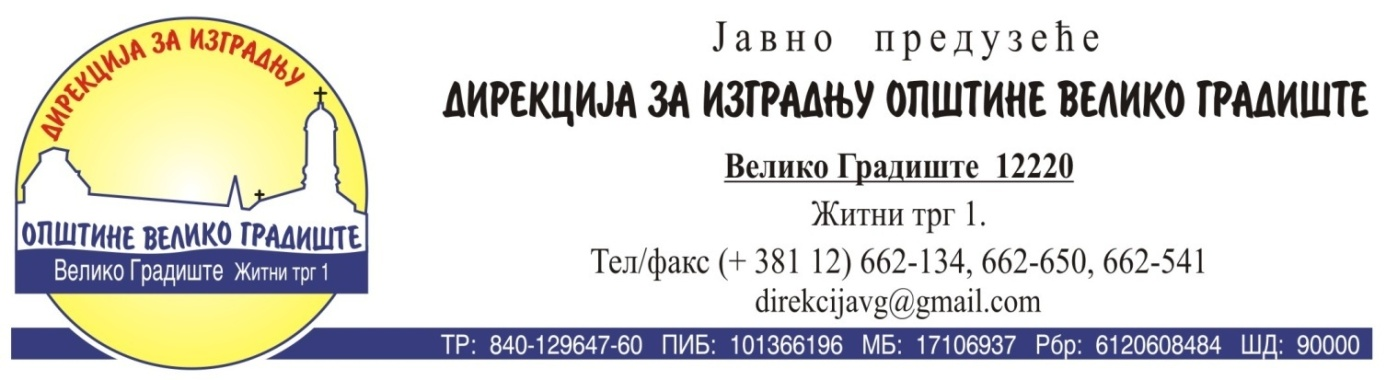 ДИРЕКЦИЈА ЗА ИЗГРАДЊУ
ОПШТИНЕ ВЕЛИКО ГРАДИШТЕ
Велико Градиште Житни трг 1
Јавно предузеће
ДИРЕКЦИЈА ЗА ИЗГРАДЊУ ОПШТИНЕ ВЕЛИКО ГРАДИШТЕ
Велико Градиште 12220
Житни трг 1.
Тел/факс (+ 381 12) 662-134, 662-650, 662-541
direkcijavg@gmail.com
ТР: 840-129647-60 ПИБ: 101366196 МБ: 17106937 Рбр: 6120608484 ШД: 90000